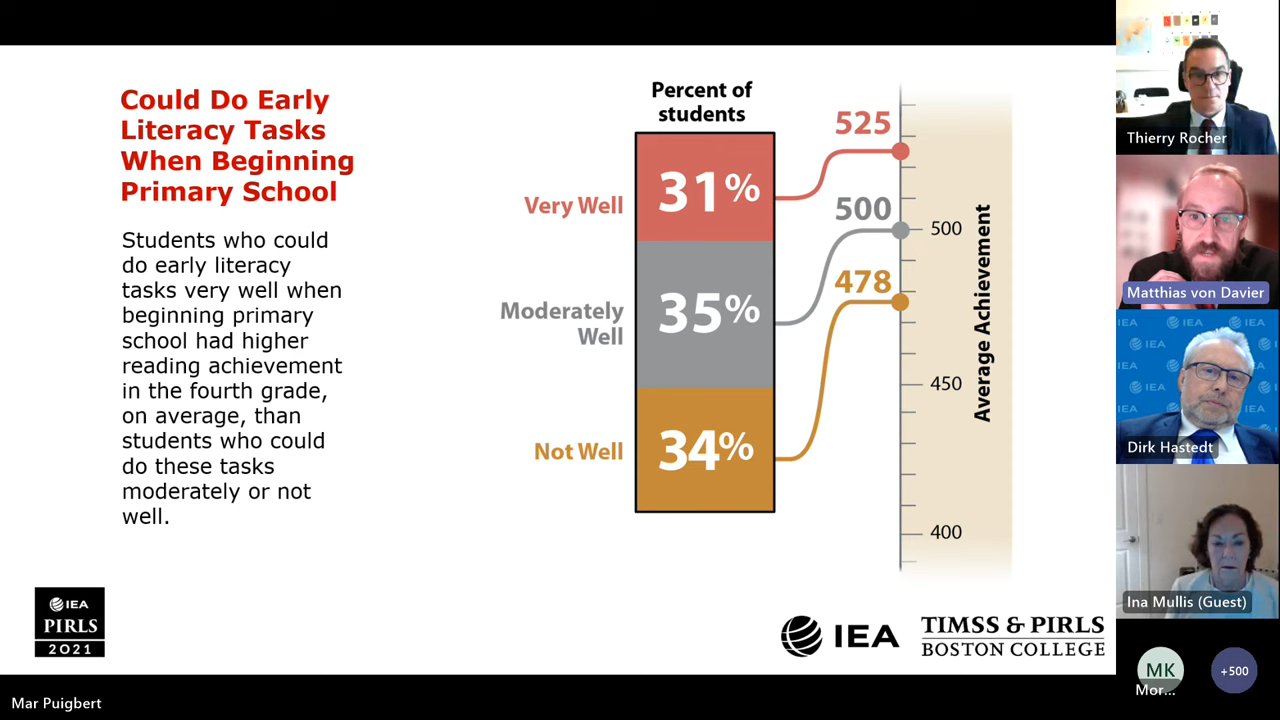 Could Do Early
Literacy Tasks
When Beginning
Primary School
Students who could
do early literacy
tasks very well when
beginning primary
school had higher
reading achievement
in the fourth grade,
on average, than
students who could
do these tasks
moderately or not
well.
Percent of
students
Very Well
31%
525
Moderately
Well
35%
500
Not Well
34%
478
500
450
400
Average Achievement
IEA
PIRLS
2021
IEA
TIMSS & PIRLS
BOSTON COLLEGE
Thierry Rocher
Matthias von Davier
Dirk Hastedt
Ina Mullis (Guest)
MK
Mor...
+500
Mar Puigbert